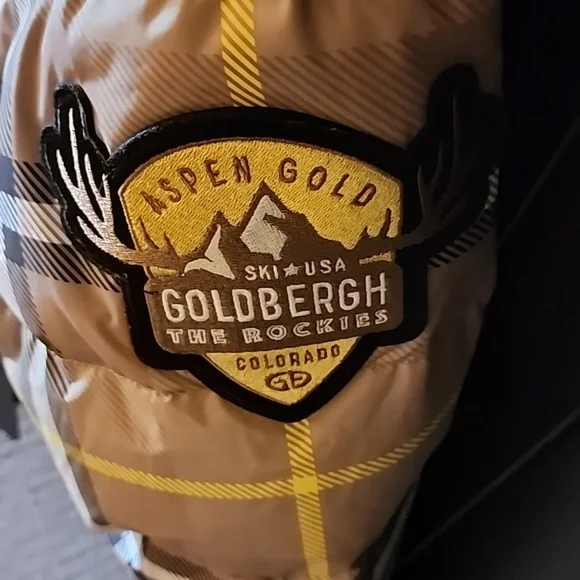 ASPEN GOLD
SKI★USA
GOLDBERGH
THE ROCKIES
COLORADO
GB